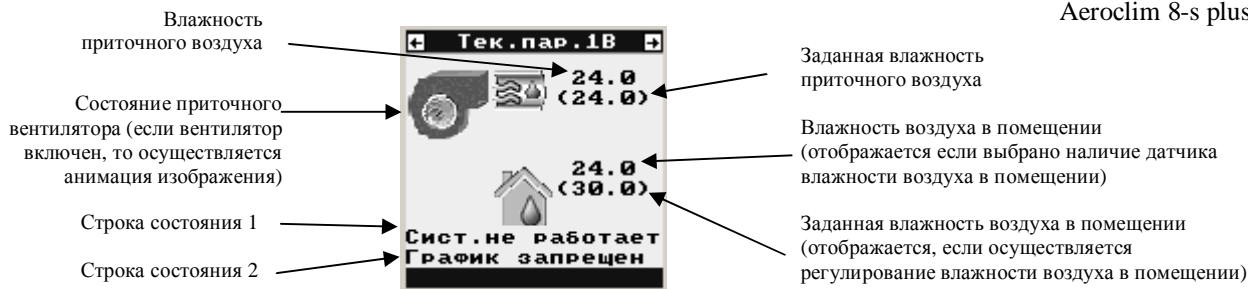 Aeroclim 8-s plus
Влажность
приточного воздуха
Состояние приточного
вентилятора (если вентилятор
включен, то осуществляется
анимация изображения)
Строка состояния 1
Строка состояния 2
Тек.пар.1В
24.0
(24.0)
24.0
(30.0)
Сист.не работает
График запрещен
Заданная влажность
приточного воздуха
Влажность воздуха в помещении
(отображается если выбрано наличие датчика
влажности воздуха в помещении)
Заданная влажность воздуха в помещении
(отображается, если осуществляется
регулирование влажности воздуха в помещении)